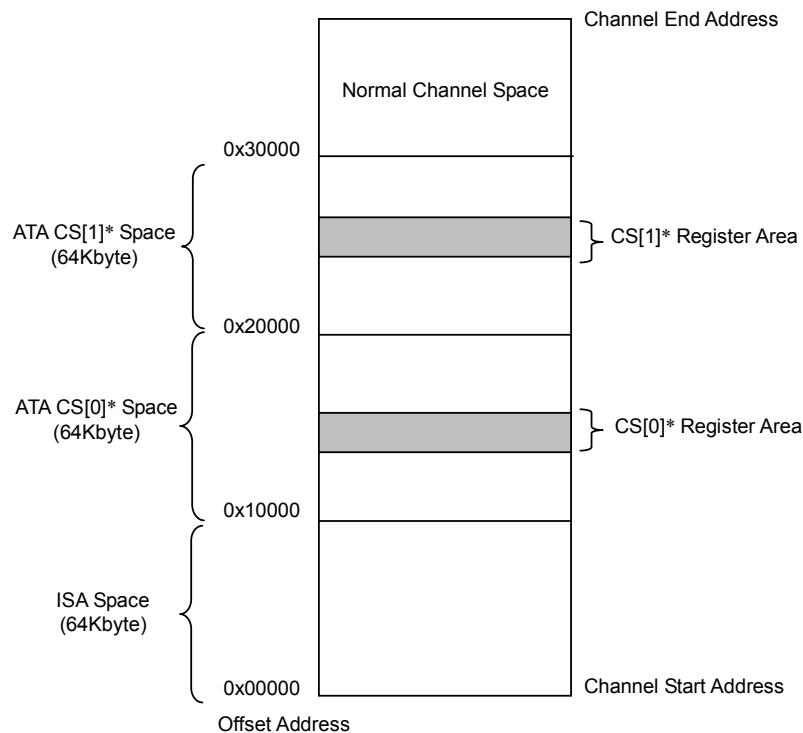 Channel End Address
Normal Channel Space
0x30000
ATA CS[1]* Space
(64Kbyte)
CS[1]* Register Area
0x20000
ATA CS[0]* Space
(64Kbyte)
CS[0]* Register Area
0x10000
ISA Space
(64Kbyte)
0x00000
Channel Start Address
Offset Address